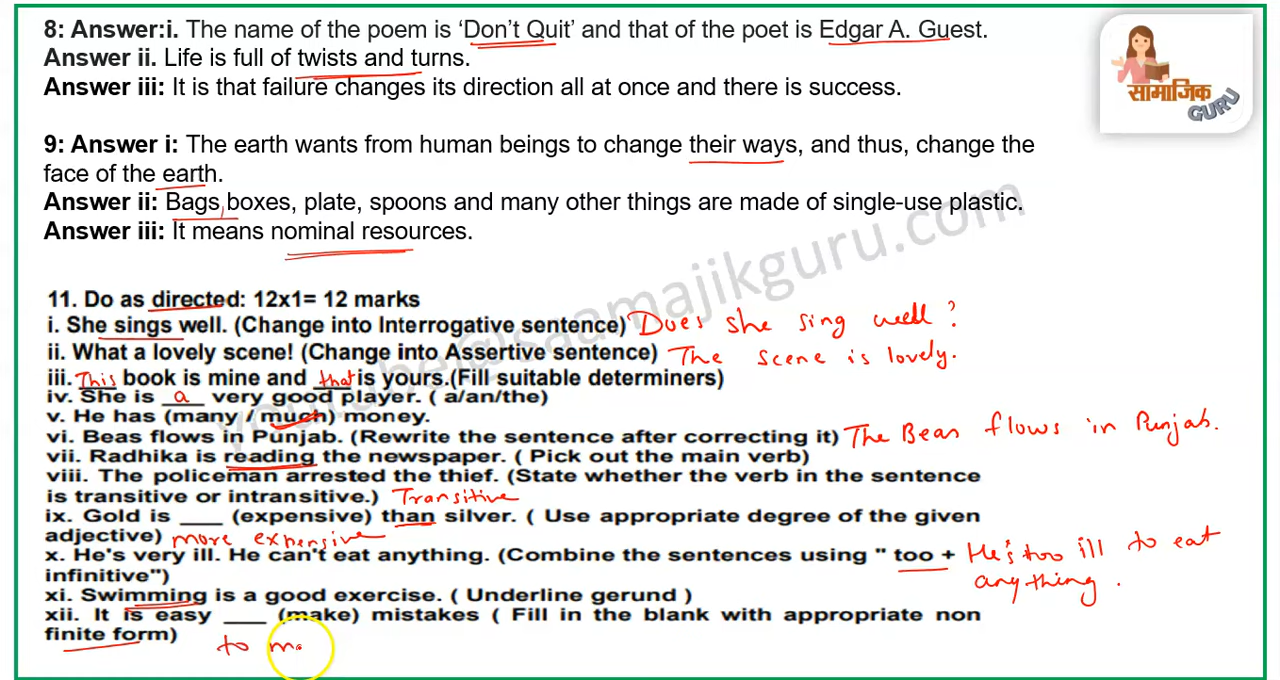 8: Answer:i. The name of the poem is ‘Don’t Quit’ and that of the poet is Edgar A. Guest.
Answer ii. Life is full of twists and turns.
Answer iii: It is that failure changes its direction all at once and there is success.
सामाजिक
GURU
9: Answer i: The earth wants from human beings to change their ways, and thus, change the
face of the earth.
Answer ii: Bags, boxes, plate, spoons and many other things are made of single-use plastic.
Answer iii: It means nominal resources.
youtube@saamajikguru.com
11. Do as directed: 12x1= 12 marks
i. She sings well. (Change into Interrogative sentence) Does she sing well?
ii. What a lovely scene! (Change into Assertive sentence) The scene is lovely.
iii. This book is mine and that is yours.(Fill suitable determiners)
iv. She is a very good player. ( a/an/the)
v. He has (many / much) money.
vi. Beas flows in Punjab. (Rewrite the sentence after correcting it) The Beas flows in Punjab.
vii. Radhika is reading the newspaper. ( Pick out the main verb)
viii. The policeman arrested the thief. (State whether the verb in the sentence
is transitive or intransitive.) Transitive
ix. Gold is ___ (expensive) than silver. ( Use appropriate degree of the given
adjective) more expensive
x. He's very ill. He can't eat anything. (Combine the sentences using " too + He's too ill to eat
infinitive") anything.
xi. Swimming is a good exercise. ( Underline gerund )
xii. It is easy ___ (make) mistakes ( Fill in the blank with appropriate non
finite form) to ma